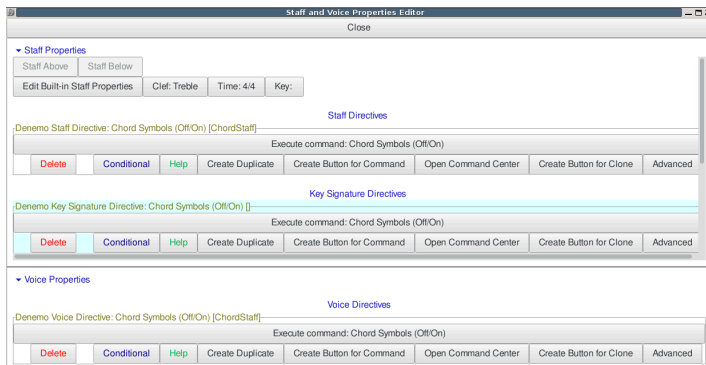 Staff and Voice Properties Editor
Close
Staff Properties
Staff Above Staff Below
Edit Built-in Staff Properties Clef: Treble Time: 4/4 Key:
Staff Directives
Denemo Staff Directive: Chord Symbols (Off/On) [ChordStaff]
Execute command: Chord Symbols (Off/On)
Delete Conditional Help Create Duplicate Create Button for Command Open Command Center Create Button for Clone Advanced
Key Signature Directives
Denemo Key Signature Directive: Chord Symbols (Off/On) []
Execute command: Chord Symbols (Off/On)
Delete Conditional Help Create Duplicate Create Button for Command Open Command Center Create Button for Clone Advanced
Voice Properties
Voice Directives
Denemo Voice Directive: Chord Symbols (Off/On) [ChordStaff]
Execute command: Chord Symbols (Off/On)
Delete Conditional Help Create Duplicate Create Button for Command Open Command Center Create Button for Clone Advanced